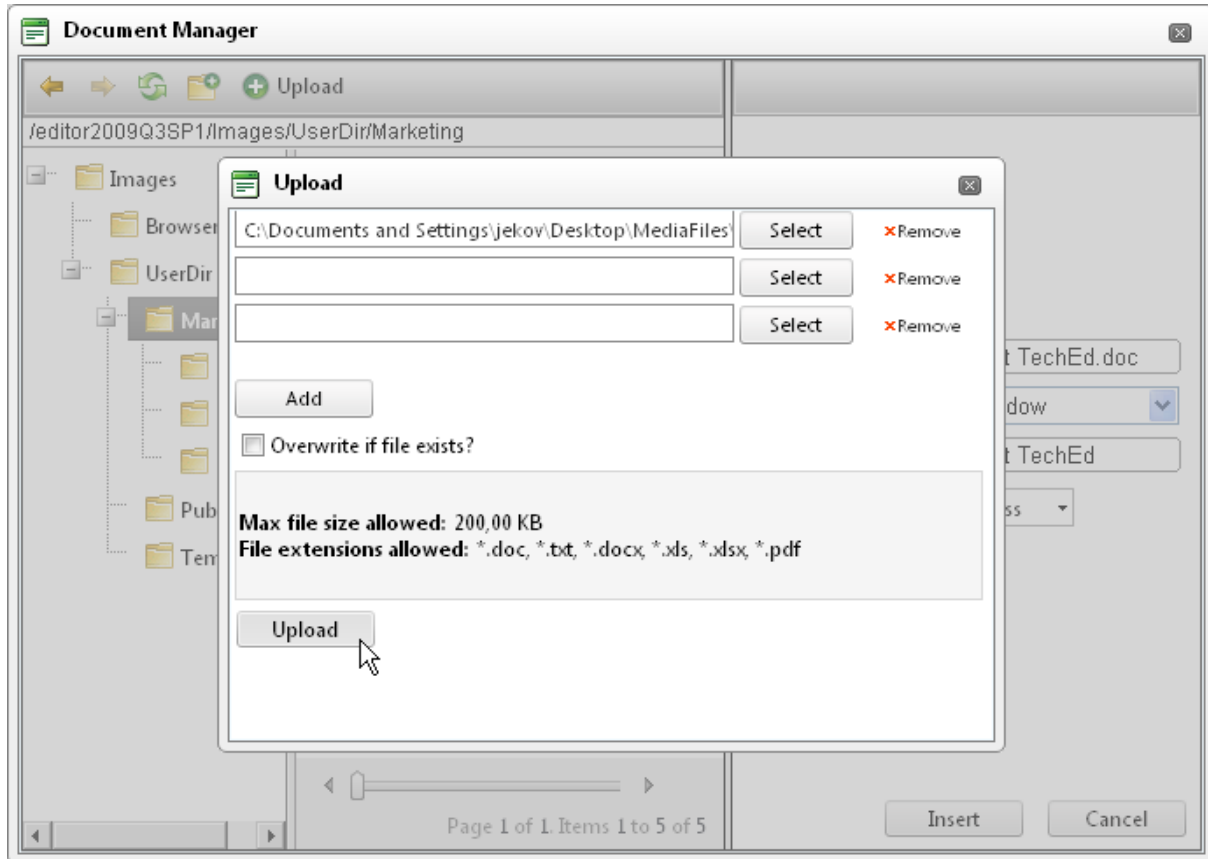 Document Manager
Upload
/editor2009Q3SP1/Images/UserDir/Marketing
Images
Browser
UserDir
Mar
Pub
Tem
Upload
C:\Documents and Settings\jekov\Desktop\MediaFiles\ Select Remove
Select Remove
Select Remove
Add
Overwrite if file exists?
Max file size allowed: 200,00 KB
File extensions allowed: *.doc, *.txt, *.docx, *.xls, *.xlsx, *.pdf
Upload
t TechEd.doc
dow
t TechEd
ss
Page 1 of 1. Items 1 to 5 of 5
Insert Cancel